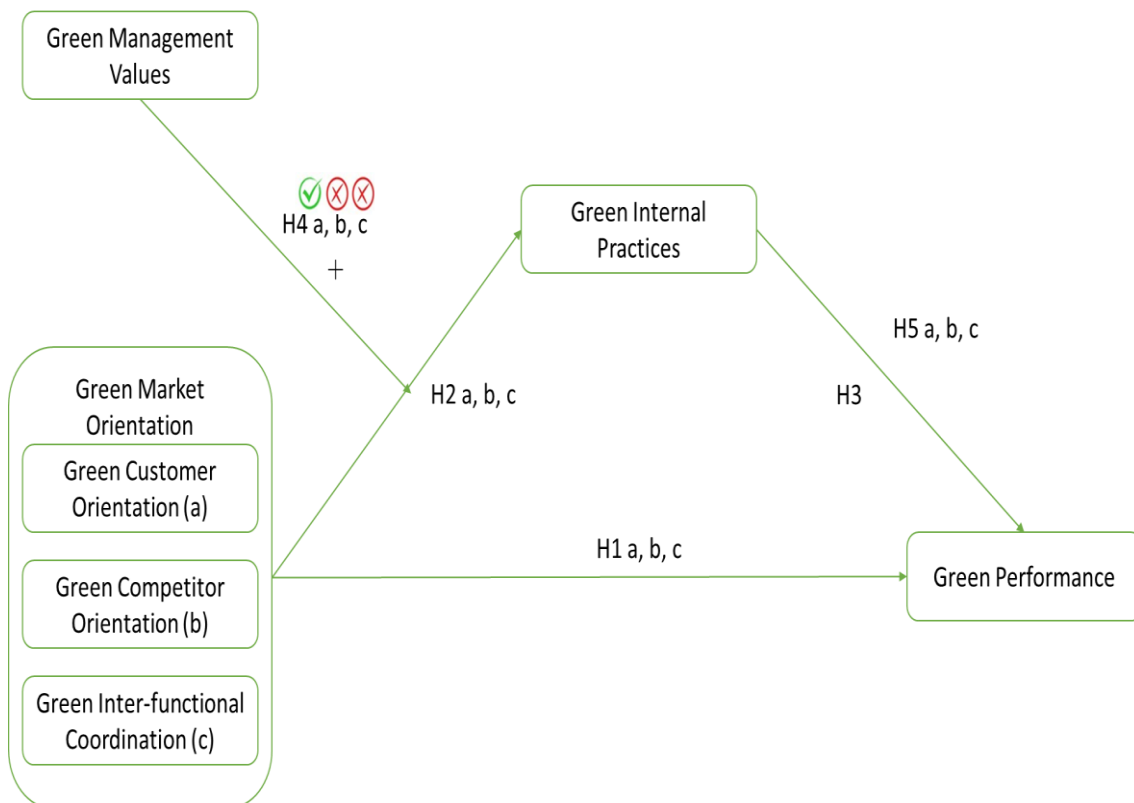 Green Management
Values
H4 a, b, c
+
Green Internal
Practices
H5 a, b, c
H3
H2 a, b, c
Green Market
Orientation
Green Customer
Orientation (a)
Green Competitor
Orientation (b)
Green Inter-functional
Coordination (c)
H1 a, b, c
Green Performance